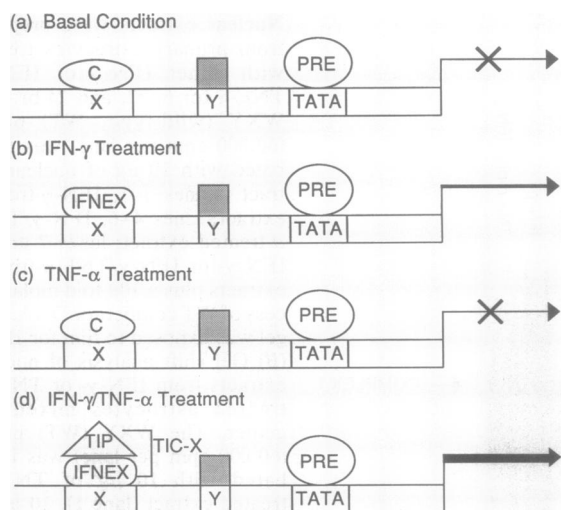 (a) Basal Condition
C
PRE
X
Y
TATA
(b) IFN-γ Treatment
IFNEX
PRE
X
Y
TATA
(c) TNF-α Treatment
C
PRE
X
Y
TATA
(d) IFN-γ/TNF-α Treatment
TIP
TIC-X
IFNEX
PRE
X
Y
TATA